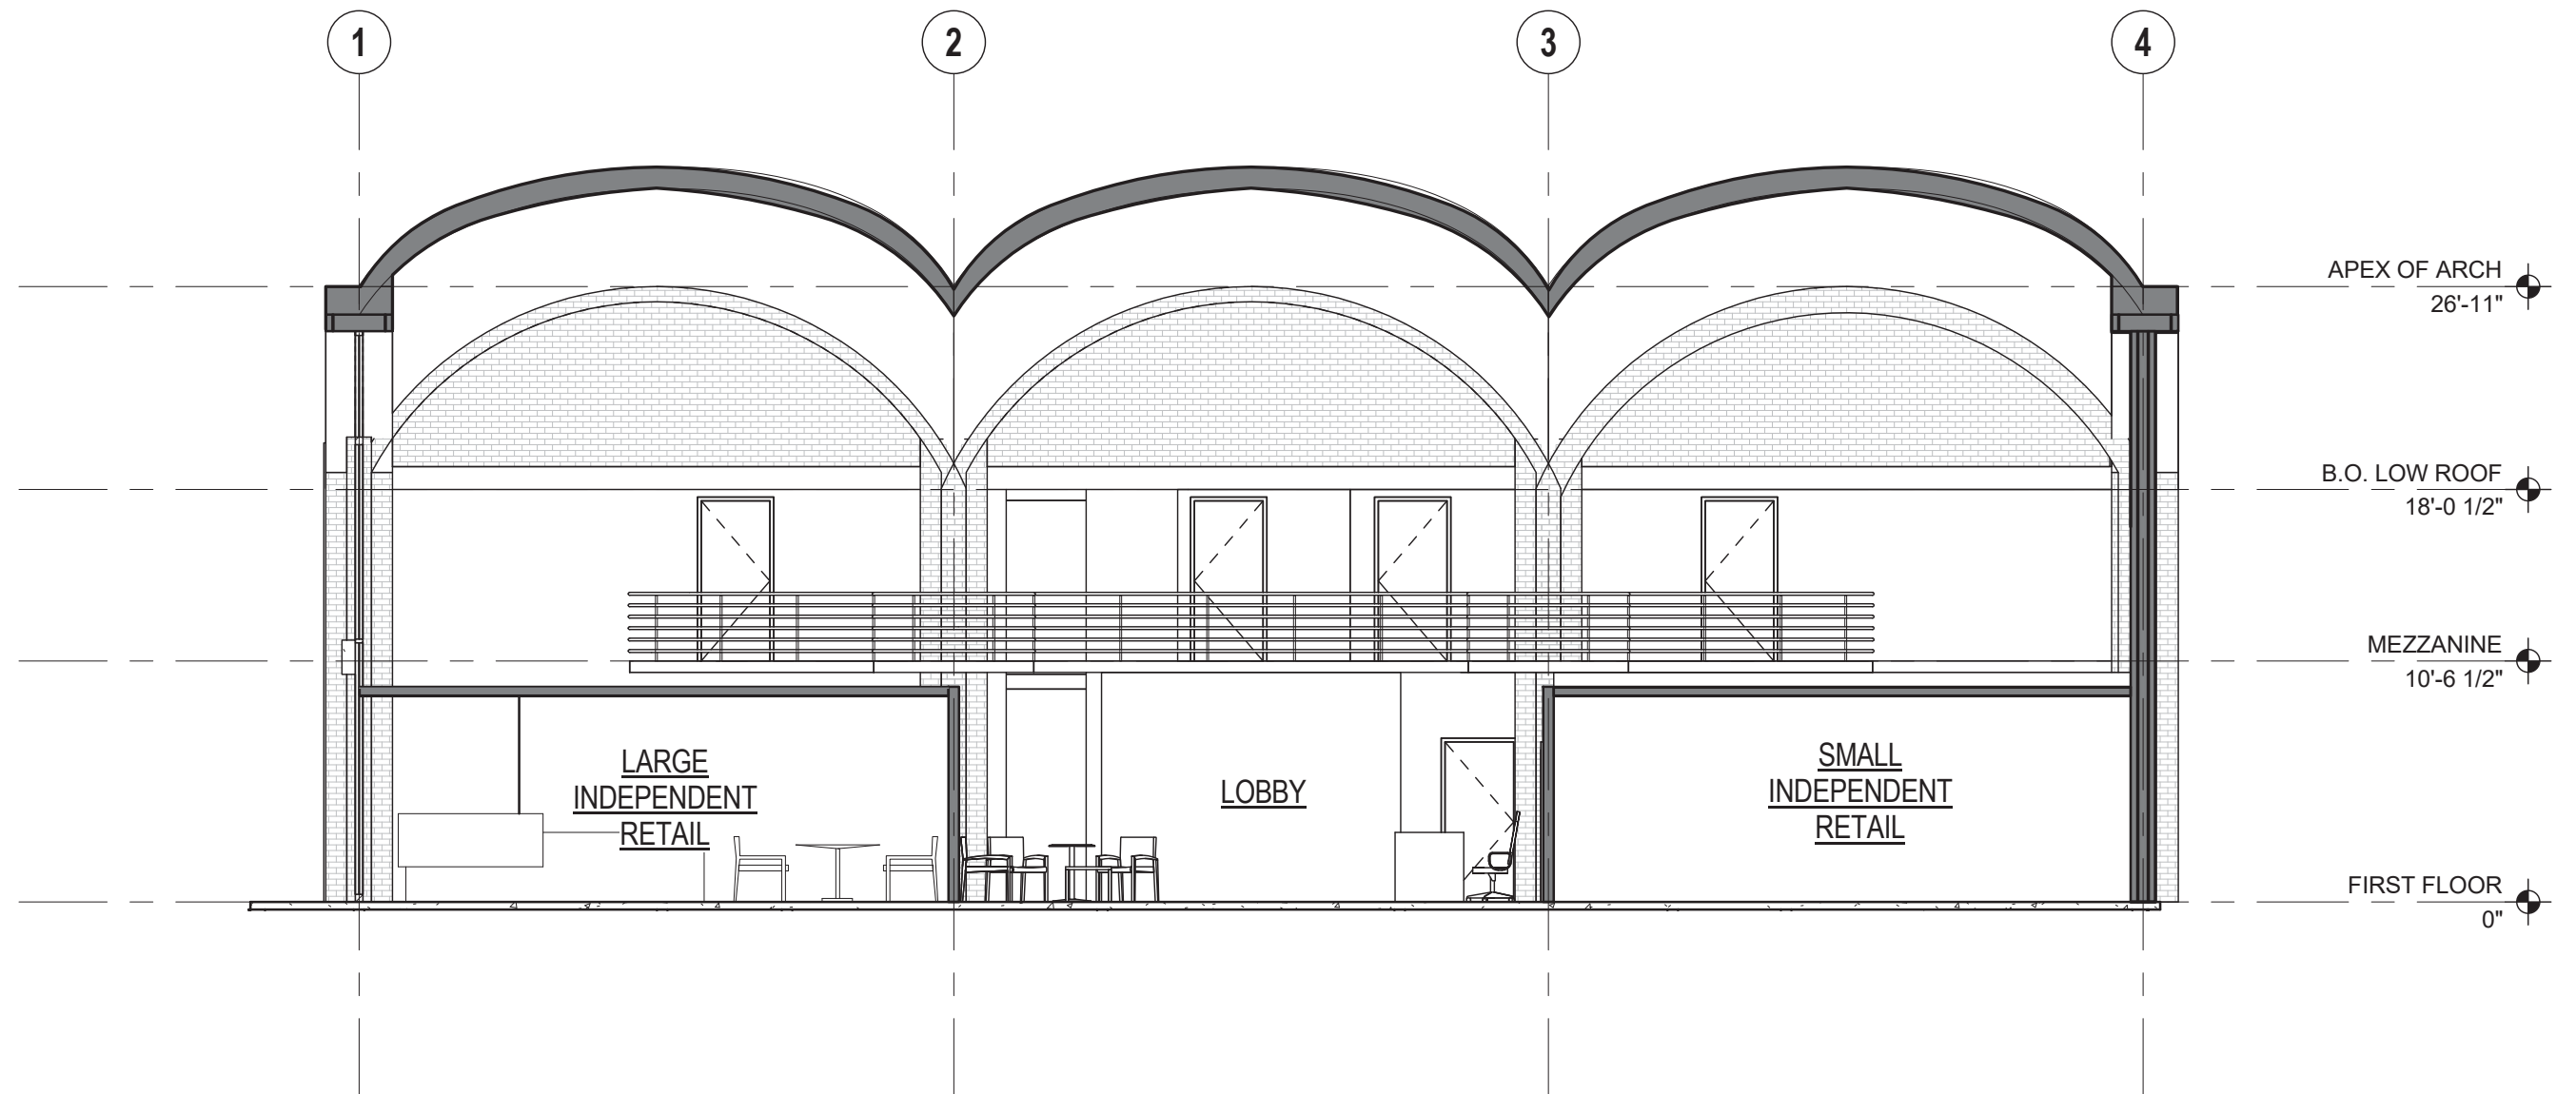 1
2
3
4
APEX OF ARCH
26'-11"
B.O. LOW ROOF
18'-0 1/2"
MEZZANINE
10'-6 1/2"
LARGE
INDEPENDENT
RETAIL
LOBBY
SMALL
INDEPENDENT
RETAIL
FIRST FLOOR
0"